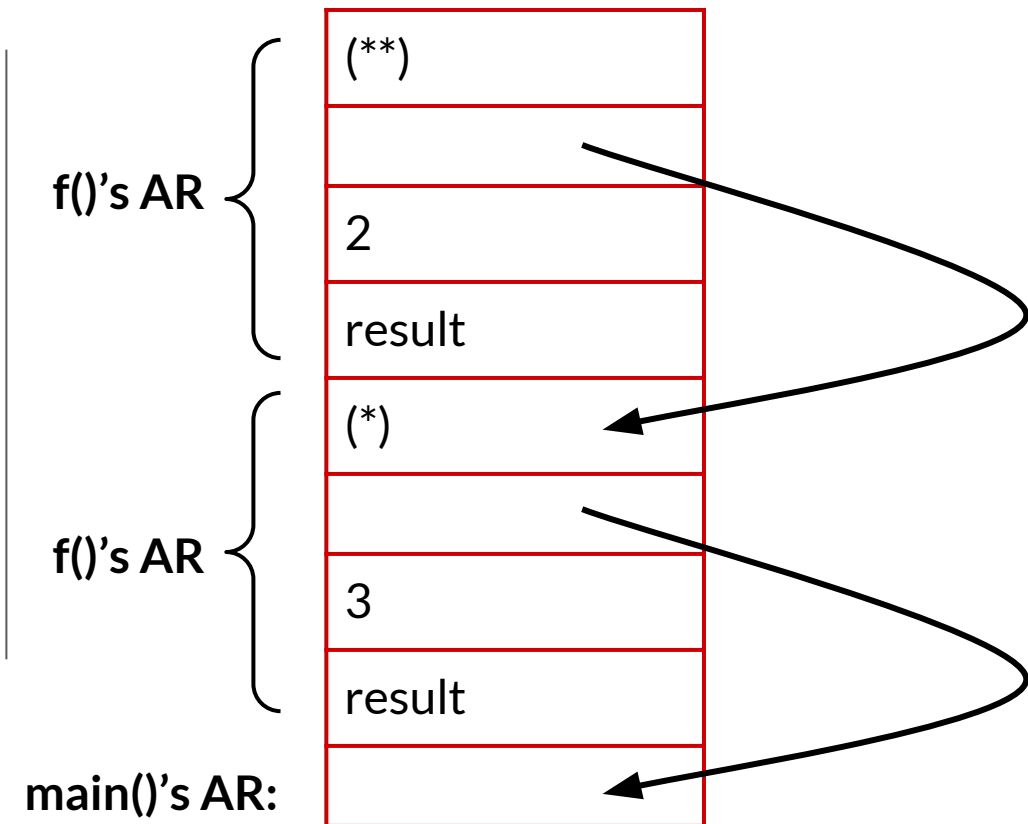 (**)
f()’s AR
2
result
(*)
f()’s AR
3
result
main()’s AR: